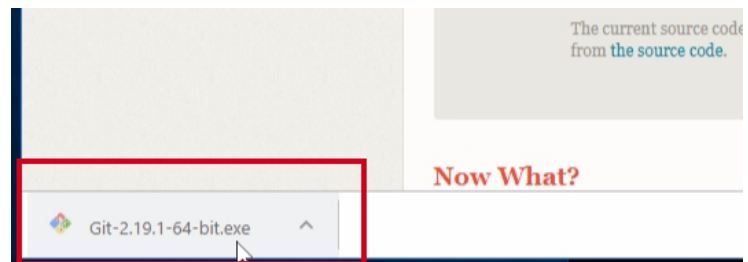 The current source code
from the source code.
Now What?
Git-2.19.1-64-bit.exe